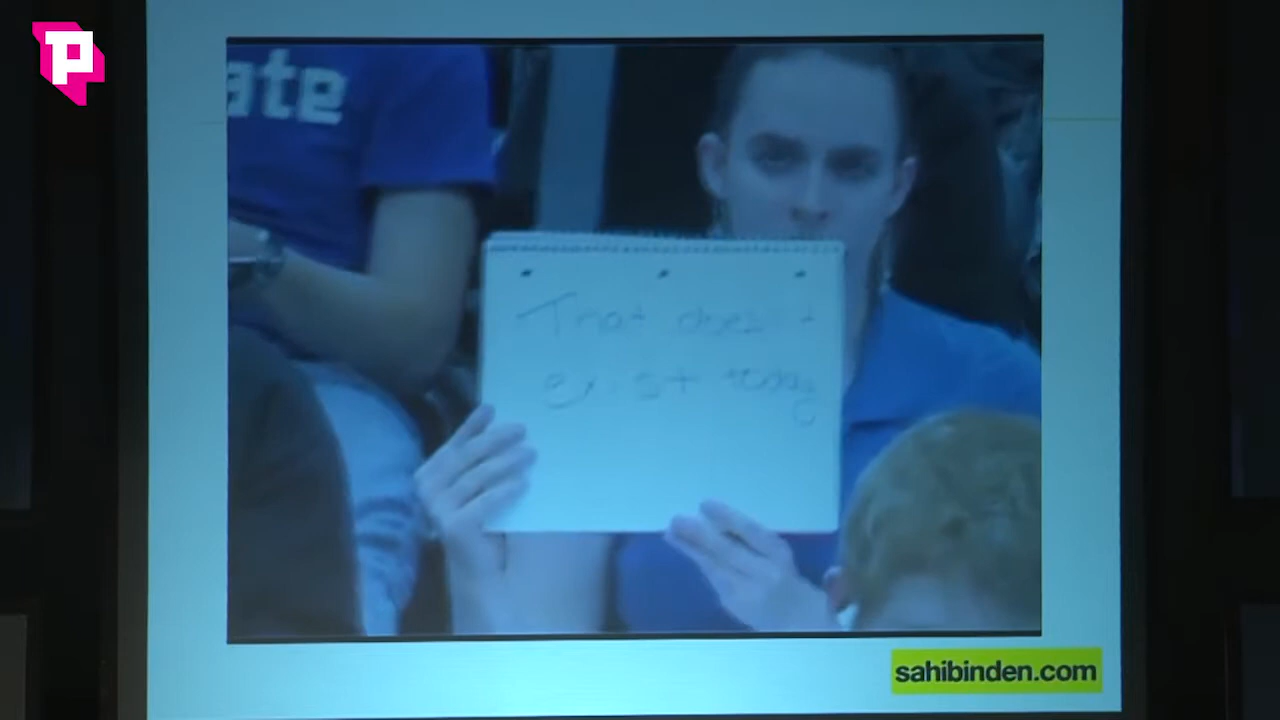 P
ate
That doesn't
exist today
sahibinden.com